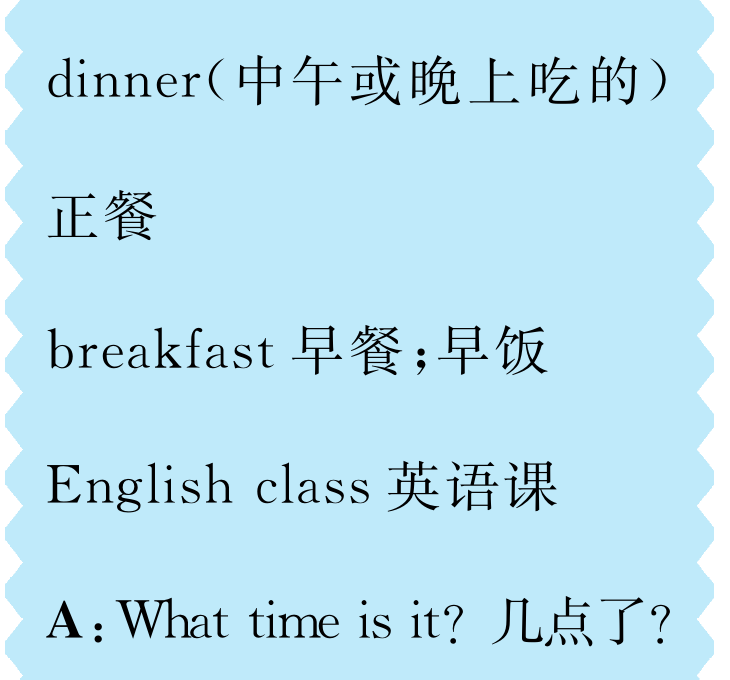 dinner(中午或晚上吃的)
正餐
breakfast 早餐;早饭
English class 英语课
A:What time is it? 几点了?